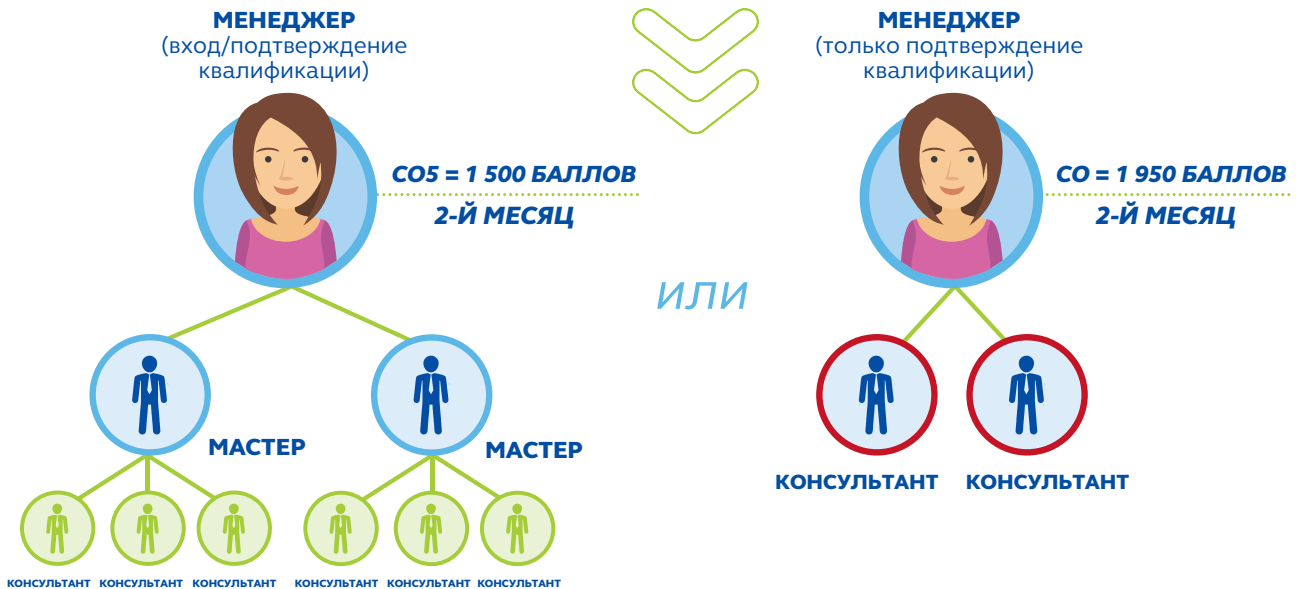 МЕНЕДЖЕР
(вход/подтверждение
квалификации)
СО5 = 1 500 БАЛЛОВ
2-Й МЕСЯЦ
МАСТЕР
МАСТЕР
КОНСУЛЬТАНТ КОНСУЛЬТАНТ КОНСУЛЬТАНТ КОНСУЛЬТАНТ КОНСУЛЬТАНТ КОНСУЛЬТАНТ
ИЛИ
МЕНЕДЖЕР
(только подтверждение
квалификации)
СО = 1 950 БАЛЛОВ
2-Й МЕСЯЦ
КОНСУЛЬТАНТ КОНСУЛЬТАНТ